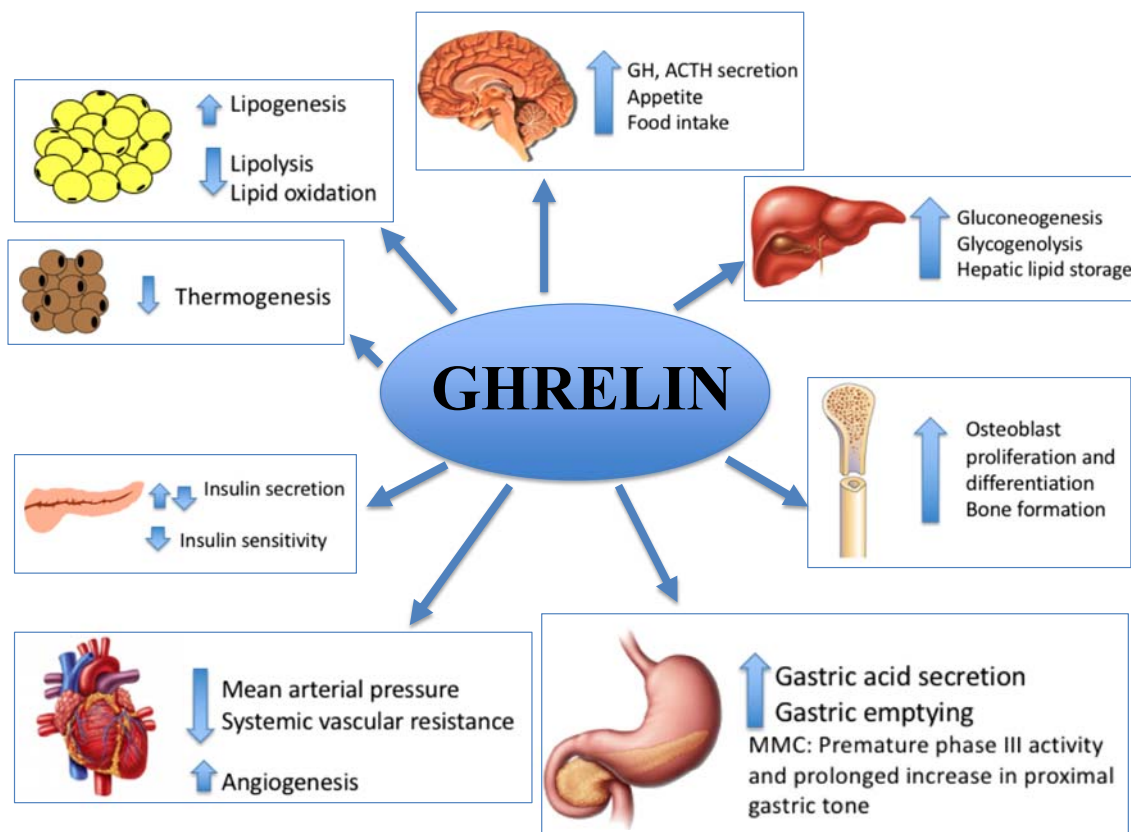 GH, ACTH secretion
Appetite
Food intake
Lipogenesis
Lipolysis
Lipid oxidation
Gluconeogenesis
Glycogenolysis
Hepatic lipid storage
Thermogenesis
GHRELIN
Osteoblast
proliferation and
differentiation
Bone formation
Insulin secretion
Insulin sensitivity
Mean arterial pressure
Systemic vascular resistance
Angiogenesis
Gastric acid secretion
Gastric emptying
MMC: Premature phase III activity
and prolonged increase in proximal
gastric tone